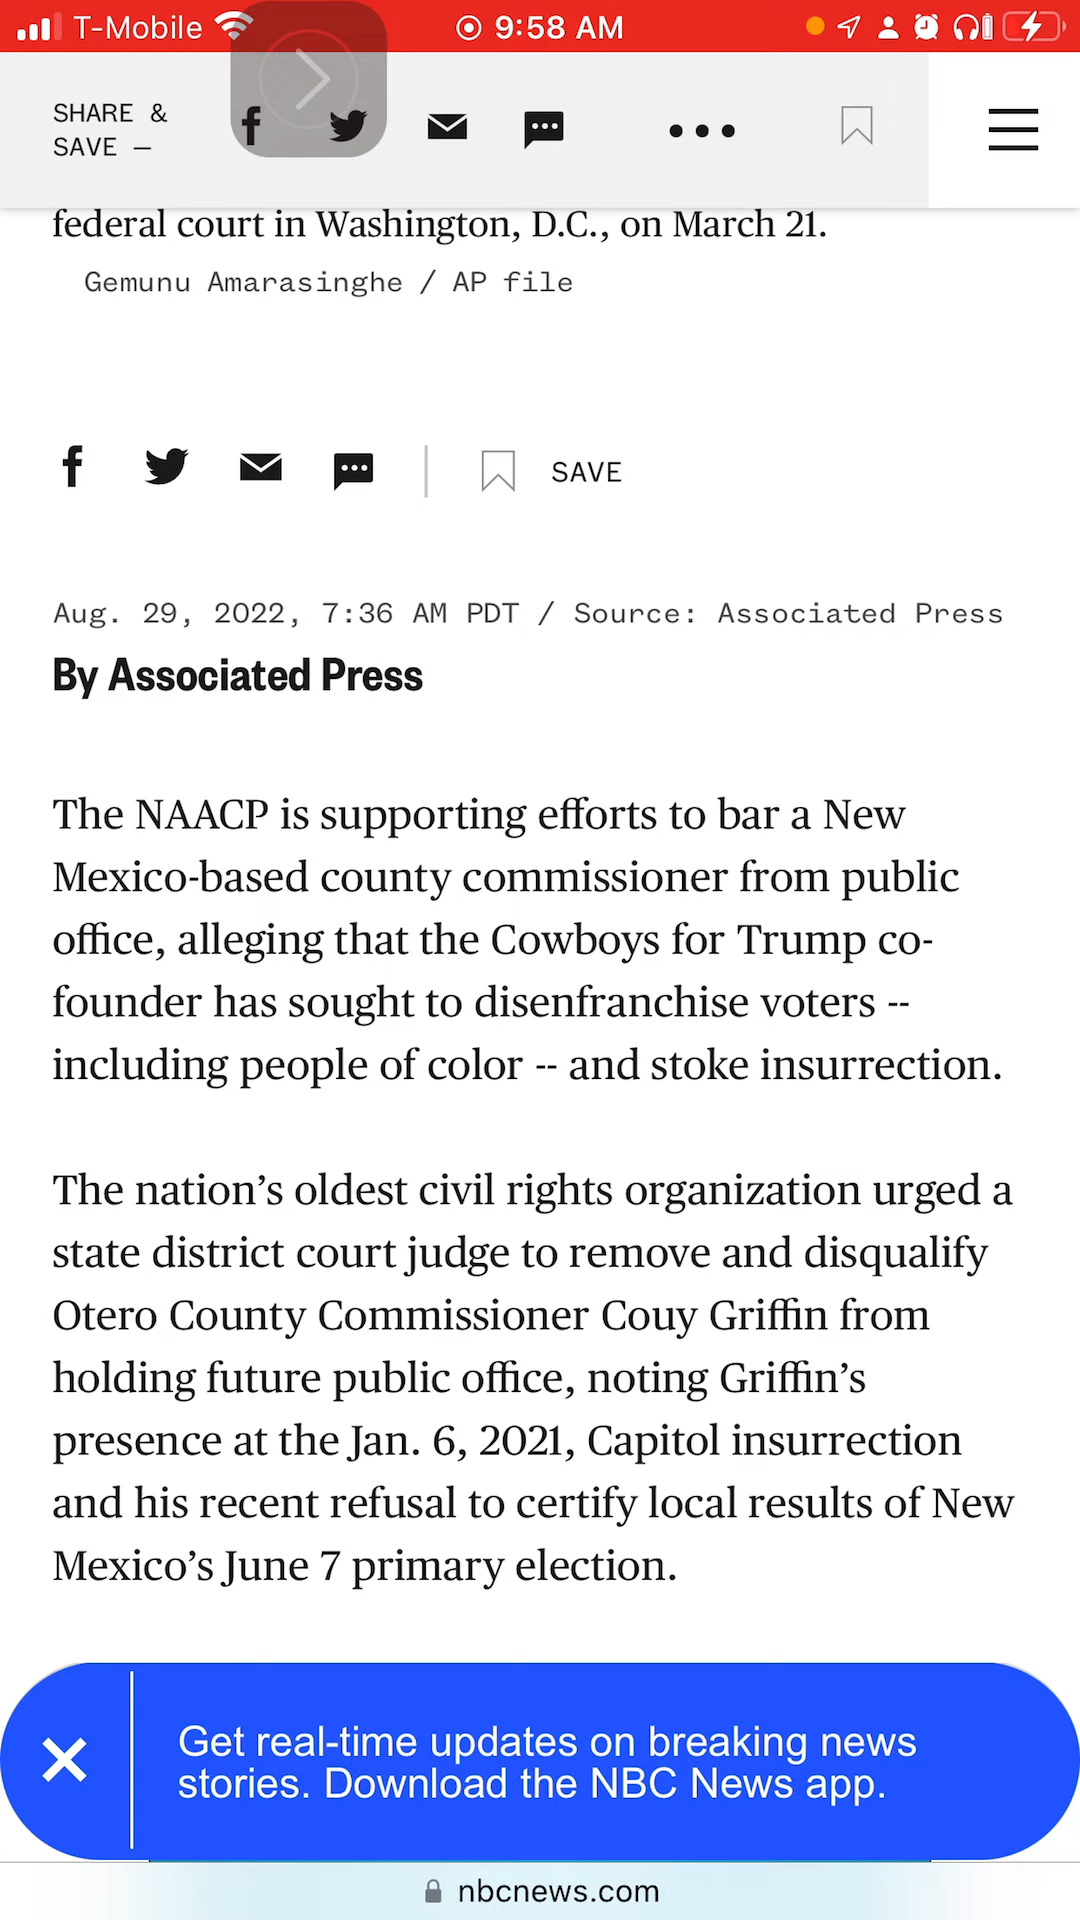 T-Mobile 9:58 AM
SHARE &
SAVE —
federal court in Washington, D.C., on March 21.
Gemunu Amarasinghe / AP file
SAVE
Aug. 29, 2022, 7:36 AM PDT / Source: Associated Press
By Associated Press
The NAACP is supporting efforts to bar a New
Mexico-based county commissioner from public
office, alleging that the Cowboys for Trump co-
founder has sought to disenfranchise voters --
including people of color -- and stoke insurrection.
The nation’s oldest civil rights organization urged a
state district court judge to remove and disqualify
Otero County Commissioner Couy Griffin from
holding future public office, noting Griffin’s
presence at the Jan. 6, 2021, Capitol insurrection
and his recent refusal to certify local results of New
Mexico’s June 7 primary election.
Get real-time updates on breaking news
stories. Download the NBC News app.
nbcnews.com